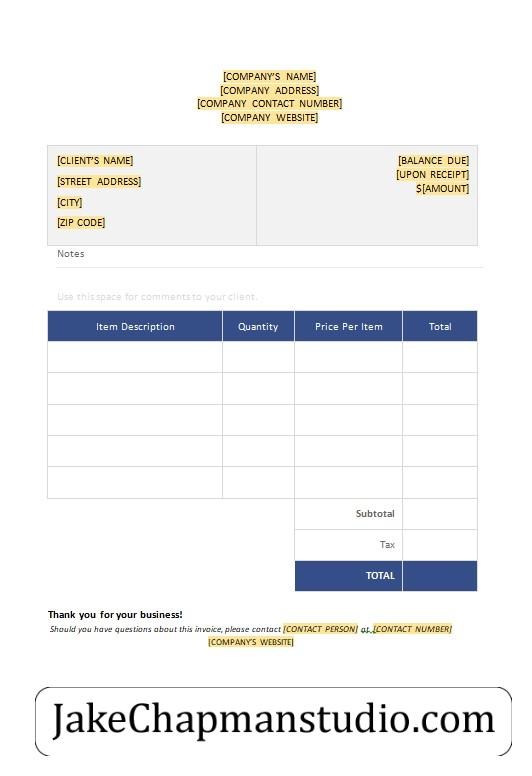 [COMPANY'S NAME]
[COMPANY ADDRESS]
[COMPANY CONTACT NUMBER]
[COMPANY WEBSITE]
[CLIENT'S NAME]
[STREET ADDRESS]
[CITY]
[ZIP CODE]
[BALANCE DUE]
[UPON RECEIPT]
$[AMOUNT]
Notes
Use this space for comments to your client.
Item Description Quantity Price Per Item Total
Subtotal
Tax
TOTAL
Thank you for your business!
Should you have questions about this invoice, please contact [CONTACT PERSON] at [CONTACT NUMBER]
[COMPANY'S WEBSITE]
JakeChapmanstudio.com